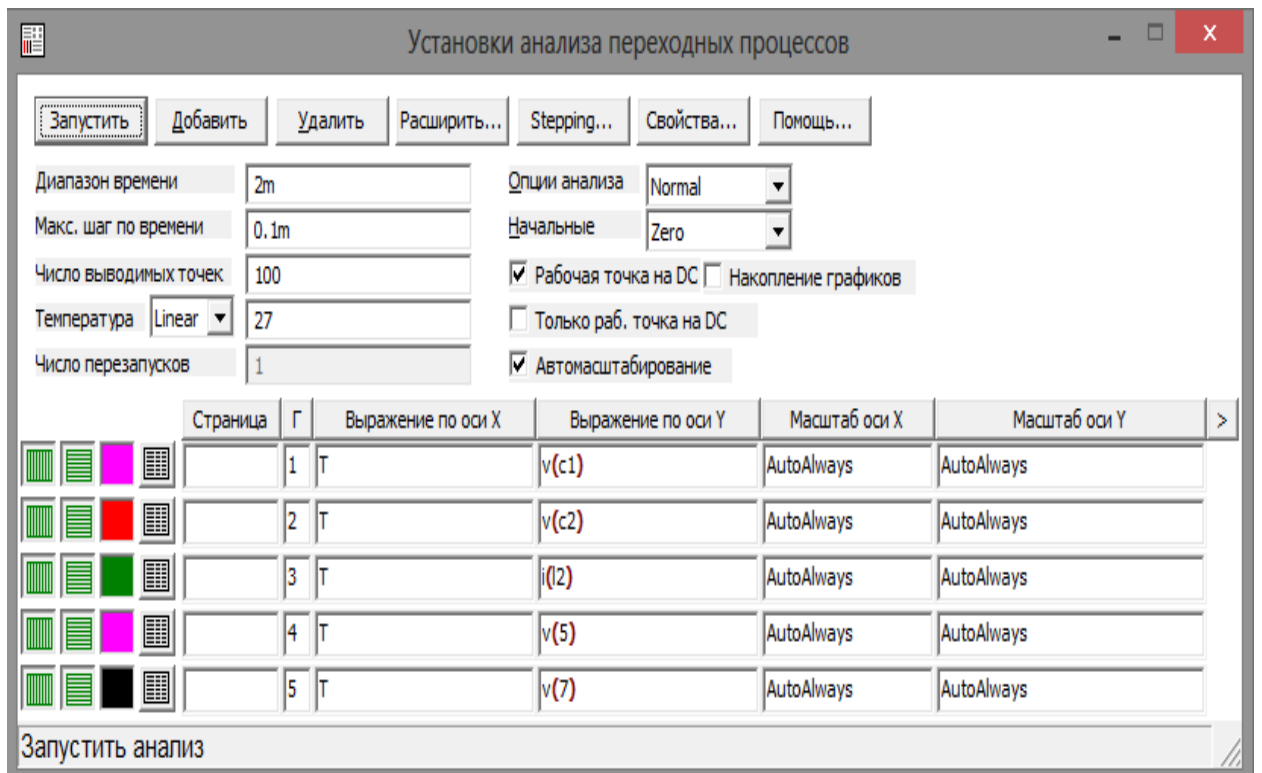 Установки анализа переходных процессов
Запустить Добавить Удалить Расширить... Stepping... Свойства... Помощь...
Диапазон времени 2m Опции анализа Normal
Макс. шаг по времени 0.1m Начальные Zero
Число выводимых точек 100 Рабочая точка на DC Накопление графиков
Температура Linear 27 Только раб. точка на DC
Число перезапусков 1 Автомасштабирование
Страница Г Выражение по оси X Выражение по оси Y Масштаб оси X Масштаб оси Y >
1 T v(c1) AutoAlways AutoAlways
2 T v(c2) AutoAlways AutoAlways
3 T i(l2) AutoAlways AutoAlways
4 T v(5) AutoAlways AutoAlways
5 T v(7) AutoAlways AutoAlways
Запустить анализ